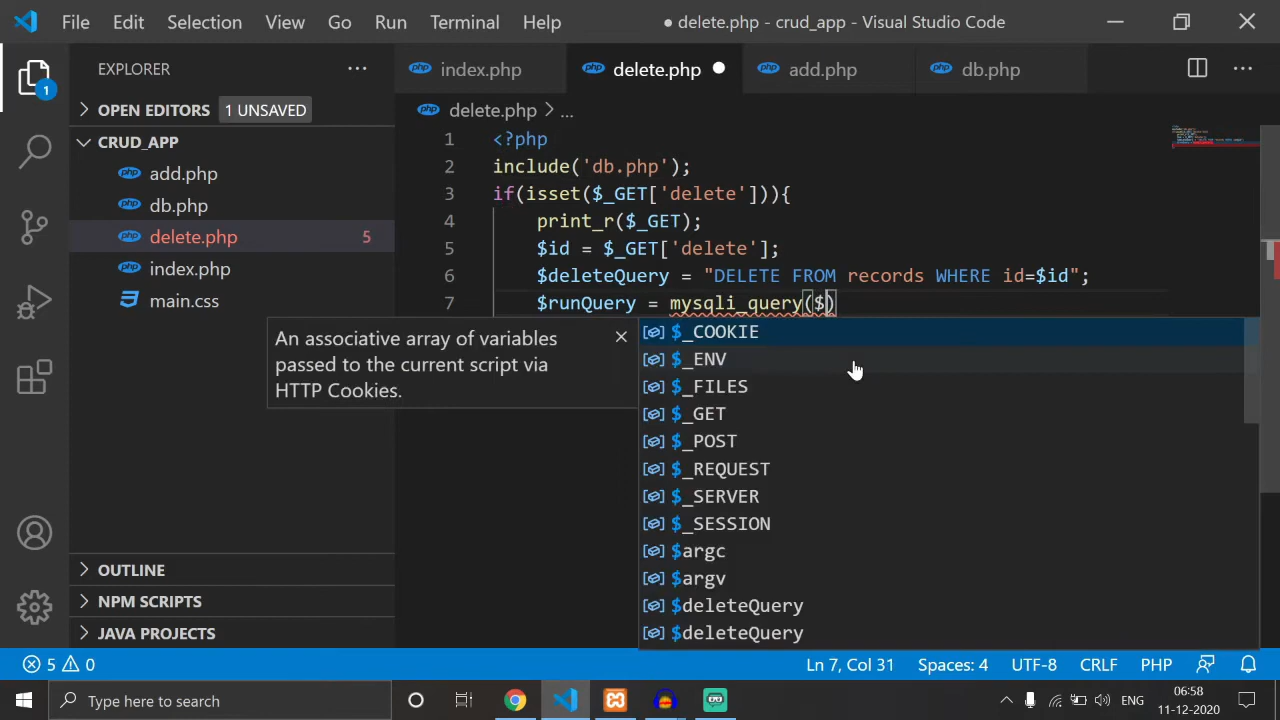 File Edit Selection View Go Run Terminal Help
● delete.php - crud_app - Visual Studio Code
EXPLORER ...
index.php
delete.php
add.php
db.php
OPEN EDITORS 1 UNSAVED
CRUD_APP
add.php
db.php
delete.php 5
index.php
main.css
delete.php > ...
1 <?php
2 include('db.php');
3 if(isset($_GET['delete'])){
4 print_r($_GET);
5 $id = $_GET['delete'];
6 $deleteQuery = "DELETE FROM records WHERE id=$id";
7 $runQuery = mysqli_query($)
An associative array of variables
passed to the current script via
HTTP Cookies.
$_COOKIE
$_ENV
$_FILES
$_GET
$_POST
$_REQUEST
$_SERVER
$_SESSION
$argc
$argv
$deleteQuery
$deleteQuery
OUTLINE
NPM SCRIPTS
JAVA PROJECTS
1
5 0
Ln 7, Col 31 Spaces: 4 UTF-8 CRLF PHP
Type here to search
ENG
06:58
11-12-2020